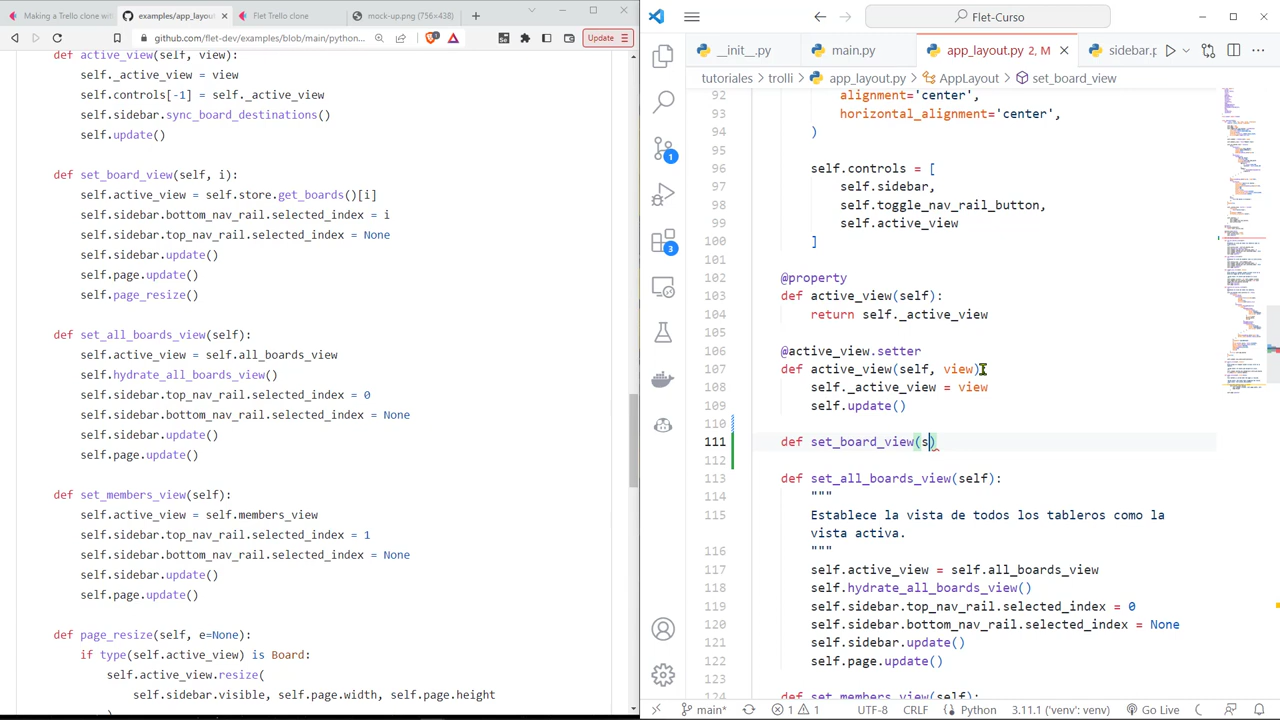 Making a Trello clone with
examples/app_layou
Trello clone
mock-up.png (756×438)
github.com/flet-dev/examples/blob/main/python...
Update
def active_view(self, view):
self._active_view = view
self.controls[-1] = self._active_view
self.sidebar.sync_board_destinations()
self.update()
def set_board_view(self, i):
self.active_view = self.store.get_boards()[i]
self.sidebar.bottom_nav_rail.selected_index = i
self.sidebar.top_nav_rail.selected_index = None
self.page.update()
self.page_resize()
def set_all_boards_view(self):
self.active_view = self.all_boards_view
self.hydrate_all_boards_view()
self.sidebar.bottom_nav_rail.selected_index = None
self.sidebar.update()
self.page.update()
def set_members_view(self):
self.active_view = self.members_view
self.sidebar.top_nav_rail.selected_index = 1
self.sidebar.bottom_nav_rail.selected_index = None
self.sidebar.update()
self.page.update()
def page_resize(self, e=None):
if type(self.active_view) is Board:
self.active_view.resize(
self.sidebar.visible, self.page.width, self.page.height
Flet-Curso
__init__.py
main.py
app_layout.py 2
sidebar.p
tutoriales
trolli
app_layout.py
AppLayout
set_board_view
92 alignment='center',
93 horizontal_alignment='center',
94 )
95
96 self.controls = [
97 self.sidebar,
98 self.toggle_nav_rail_button,
99 self.active_view
100 ]
101
102 @property
103 def active_view(self):
104 return self._active_view
105
106 @active_view.setter
107 def active_view(self, view):
self._active_view =
109 self.update()
110
111 def set_board_view(s)
112
113 def set_all_boards_view(self):
114 """
115 Establece la vista de todos los tableros como la
vista activa.
116 """
117 self.active_view = self.all_boards_view
118 self.hydrate_all_boards_view()
119 self.sidebar.top_nav_rail.selected_index = 0
120 self.sidebar.bottom_nav_rail.selected_index = None
121 self.sidebar.update()
122 self.page.update()
124 def set_members_view(self):
1
3
main*
1
1
UTF-8
CRLF
Python
3.11.1 ('venv': venv)
Go Live